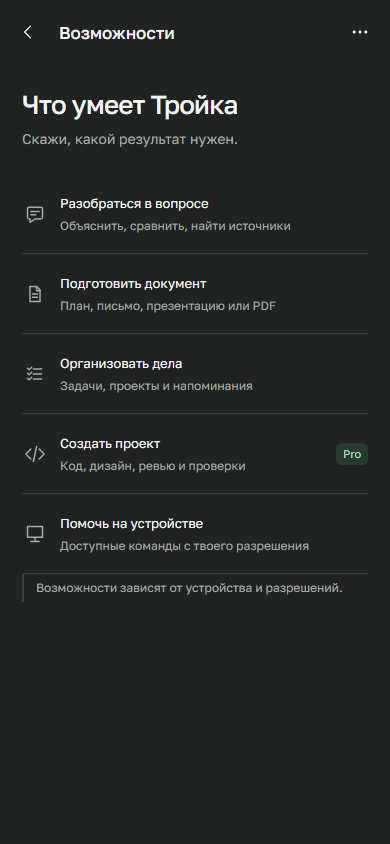 Возможности
Что умеет Тройка
Скажи, какой результат нужен.
Разобраться в вопросе
Объяснить, сравнить, найти источники
Подготовить документ
План, письмо, презентацию или PDF
Организовать дела
Задачи, проекты и напоминания
Создать проект
Код, дизайн, ревью и проверки
Pro
Помочь на устройстве
Доступные команды с твоего разрешения
Возможности зависят от устройства и разрешений.